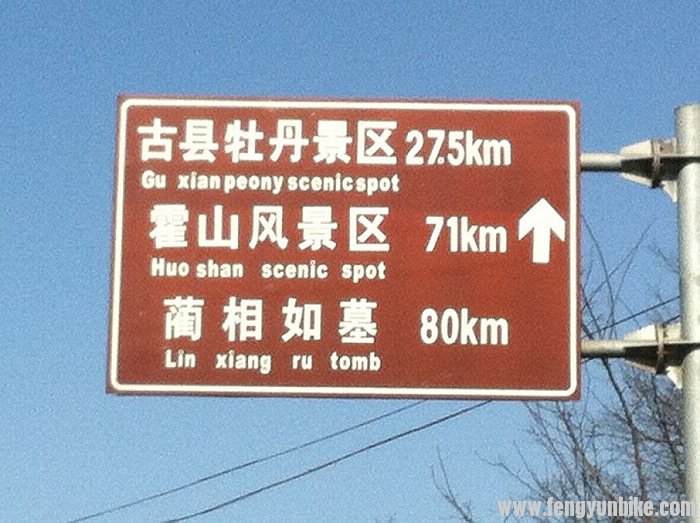 古县牡丹景区 27.5km
Gu xian peony scenic spot
霍山风景区 71km
Huo shan scenic spot
蔺相如墓 80km
Lin xiang ru tomb
www.fengyunbike.com